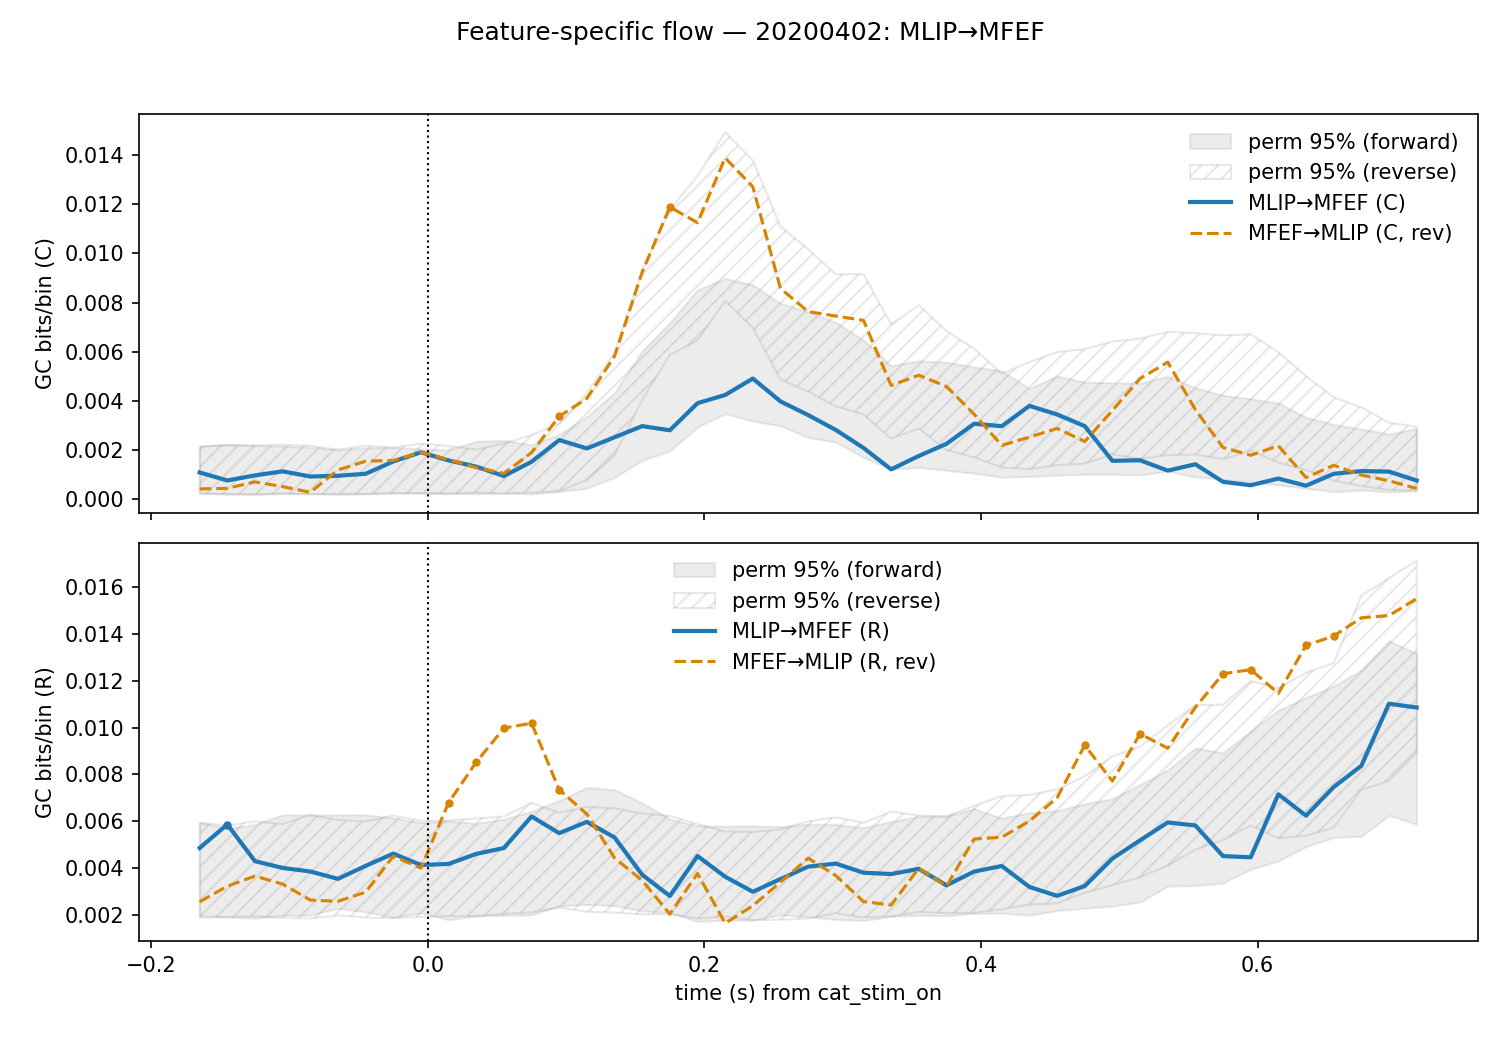 Feature-specific flow — 20200402: MLIP→MFEF
GC bits/bin (C)
0.014
0.012
0.010
0.008
0.006
0.004
0.002
0.000
perm 95% (forward)
perm 95% (reverse)
MLIP→MFEF (C)
MFEF→MLIP (C, rev)
GC bits/bin (R)
0.016
0.014
0.012
0.010
0.008
0.006
0.004
0.002
perm 95% (forward)
perm 95% (reverse)
MLIP→MFEF (R)
MFEF→MLIP (R, rev)
−0.2 0.0 0.2 0.4 0.6
time (s) from cat_stim_on